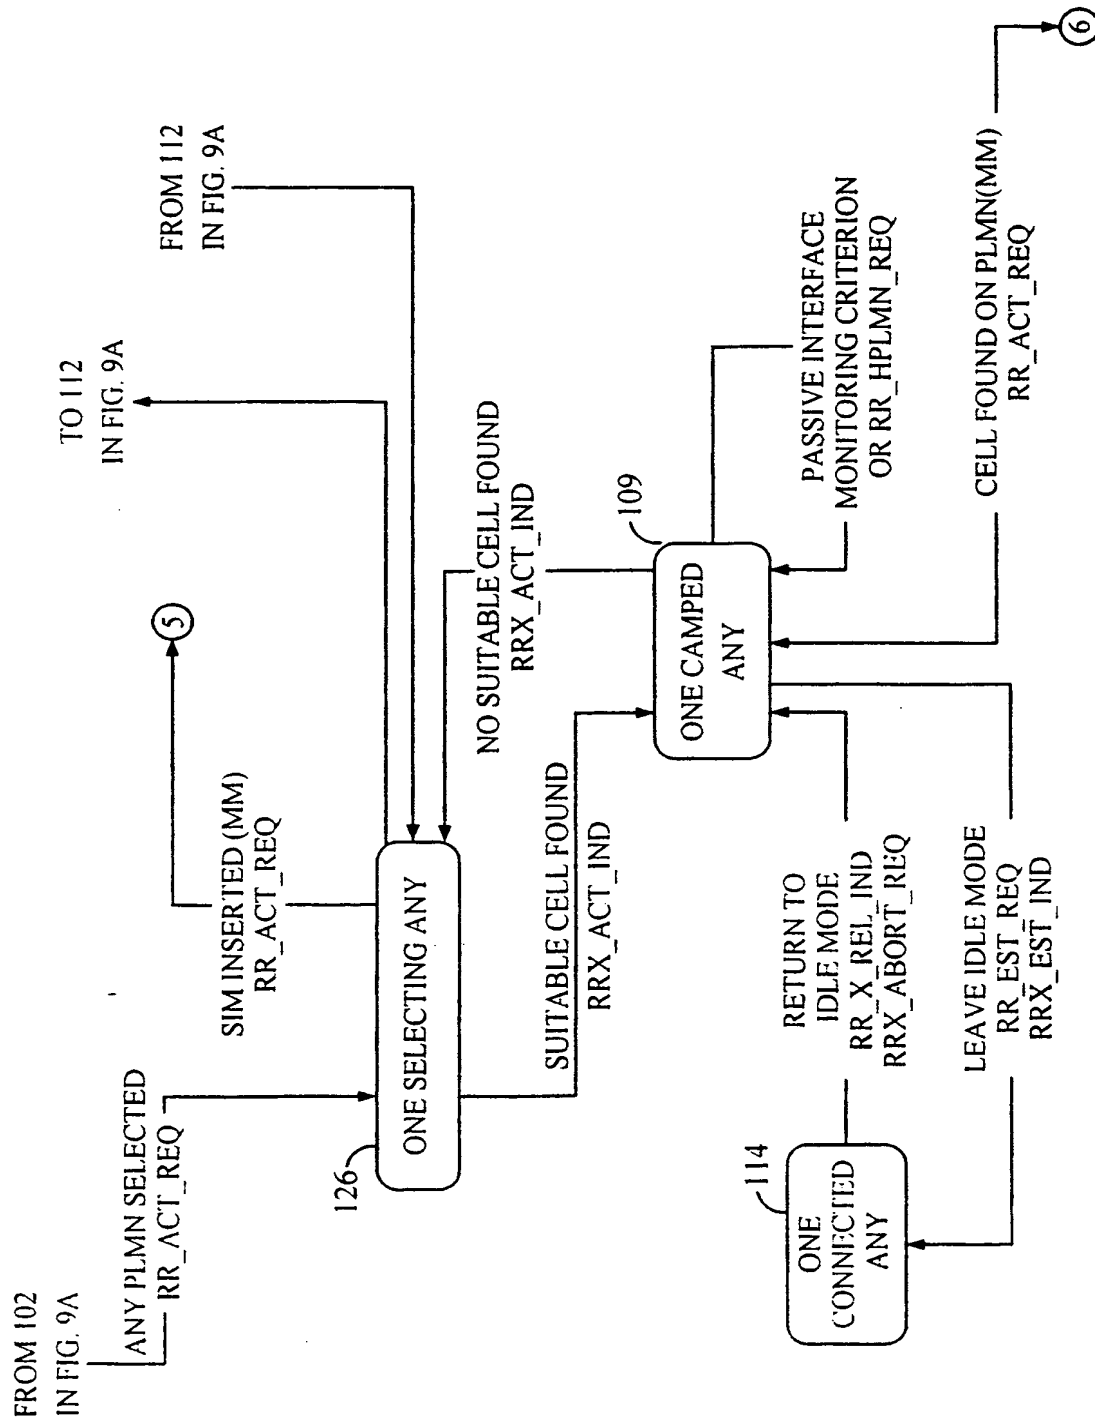 FROM 102
IN FIG. 9A
ANY PLMN SELECTED
RR_ACT_REQ
126
ONE SELECTING ANY
SIM INSERTED (MM)
RR_ACT_REQ
5
TO 112
IN FIG. 9A
FROM 112
IN FIG. 9A
SUITABLE CELL FOUND
RRX_ACT_IND
NO SUITABLE CELL FOUND
RRX_ACT_IND
109
ONE CAMPED
ANY
PASSIVE INTERFACE
MONITORING CRITERION
OR RR_HPLMN_REQ
114
ONE
CONNECTED
ANY
RETURN TO
IDLE MODE
RR_X_REL_IND
RRX_ABORT_REQ
LEAVE IDLE MODE
RR_EST_REQ
RRX_EST_IND
CELL FOUND ON PLMN(MM)
RR_ACT_REQ
6